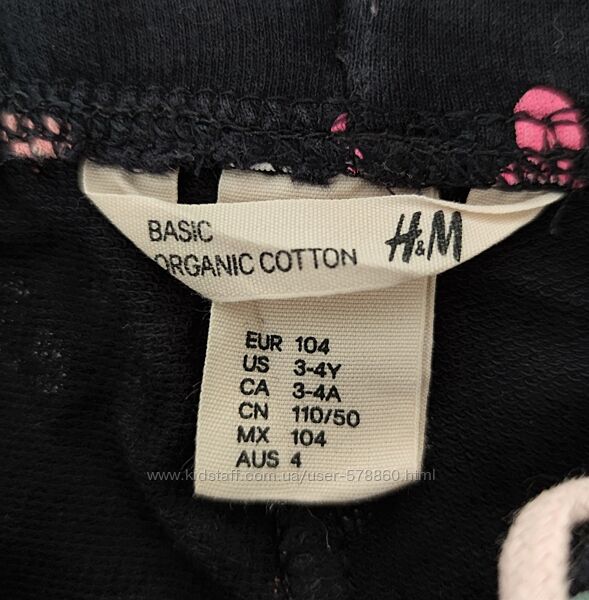 BASIC
ORGANIC COTTON
H&M
EUR 104
US 3-4Y
CA 3-4A
CN 110/50
MX 104
AUS 4
www.kidstaff.com.ua/user-578860.html